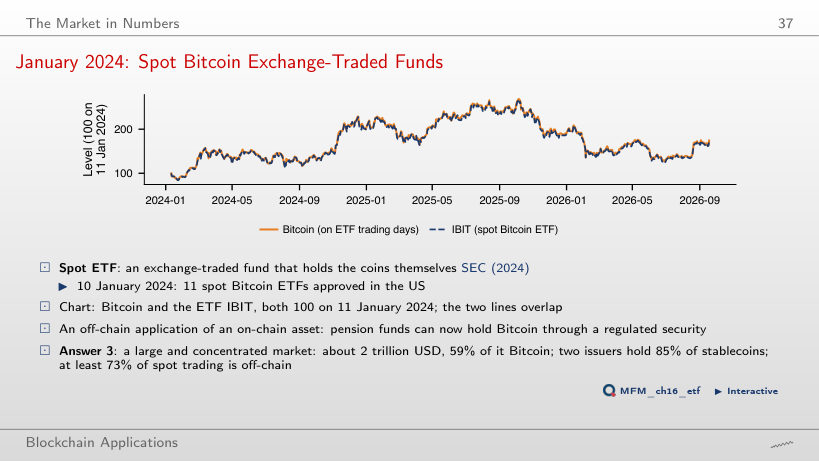 The Market in Numbers
37
January 2024: Spot Bitcoin Exchange-Traded Funds
Level (100 on
11 Jan 2024)
200
100
2024-01
2024-05
2024-09
2025-01
2025-05
2025-09
2026-01
2026-05
2026-09
Bitcoin (on ETF trading days)
IBIT (spot Bitcoin ETF)
Spot ETF: an exchange-traded fund that holds the coins themselves SEC (2024)
▶ 10 January 2024: 11 spot Bitcoin ETFs approved in the US
Chart: Bitcoin and the ETF IBIT, both 100 on 11 January 2024; the two lines overlap
An off-chain application of an on-chain asset: pension funds can now hold Bitcoin through a regulated security
Answer 3: a large and concentrated market: about 2 trillion USD, 59% of it Bitcoin; two issuers hold 85% of stablecoins;
at least 73% of spot trading is off-chain
MFM_ch16_etf
▶ Interactive
Blockchain Applications